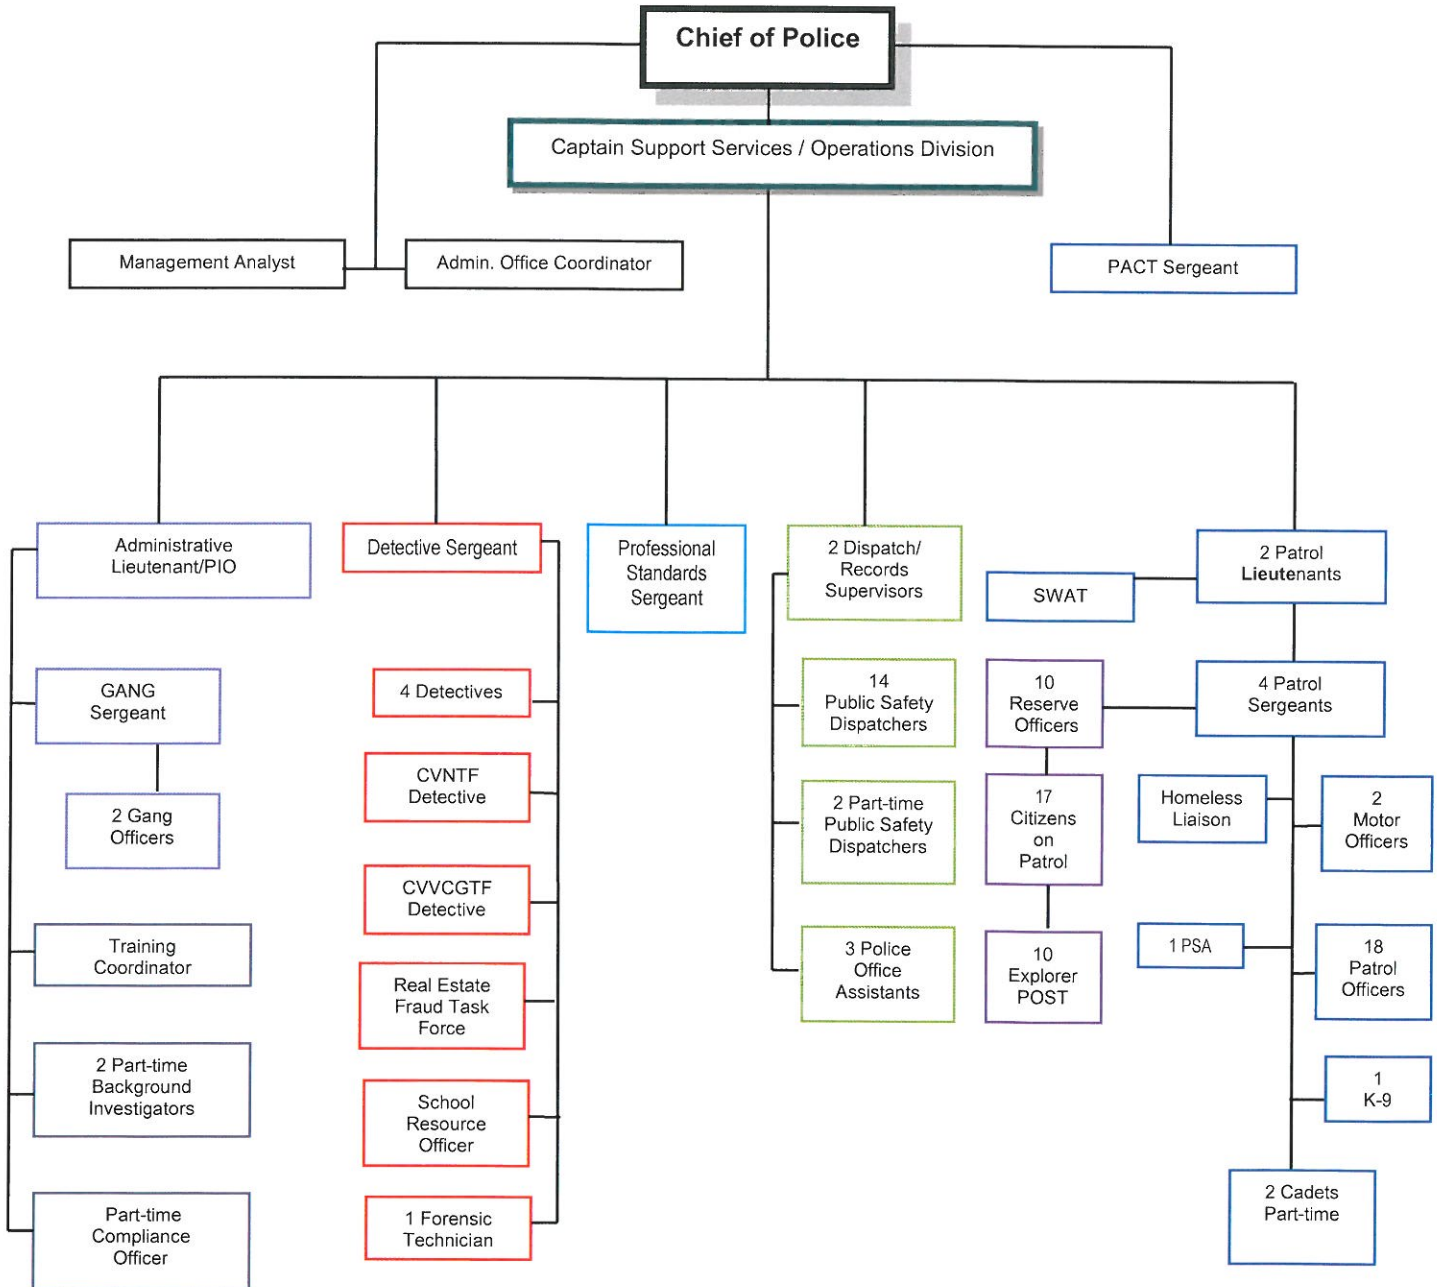 Chief of Police
Captain Support Services / Operations Division
Management Analyst
Admin. Office Coordinator
PACT Sergeant
Administrative
Lieutenant/PIO
GANG
Sergeant
2 Gang
Officers
Training
Coordinator
2 Part-time
Background
Investigators
Part-time
Compliance
Officer
Detective Sergeant
4 Detectives
CVNTF
Detective
CVVCGTF
Detective
Real Estate
Fraud Task
Force
School
Resource
Officer
1 Forensic
Technician
Professional
Standards
Sergeant
2 Dispatch/
Records
Supervisors
14
Public Safety
Dispatchers
2 Part-time
Public Safety
Dispatchers
3 Police
Office
Assistants
2 Patrol
Lieutenants
SWAT
4 Patrol
Sergeants
10
Reserve
Officers
17
Citizens
on
Patrol
10
Explorer
POST
Homeless
Liaison
2
Motor
Officers
1 PSA
18
Patrol
Officers
1
K-9
2 Cadets
Part-time